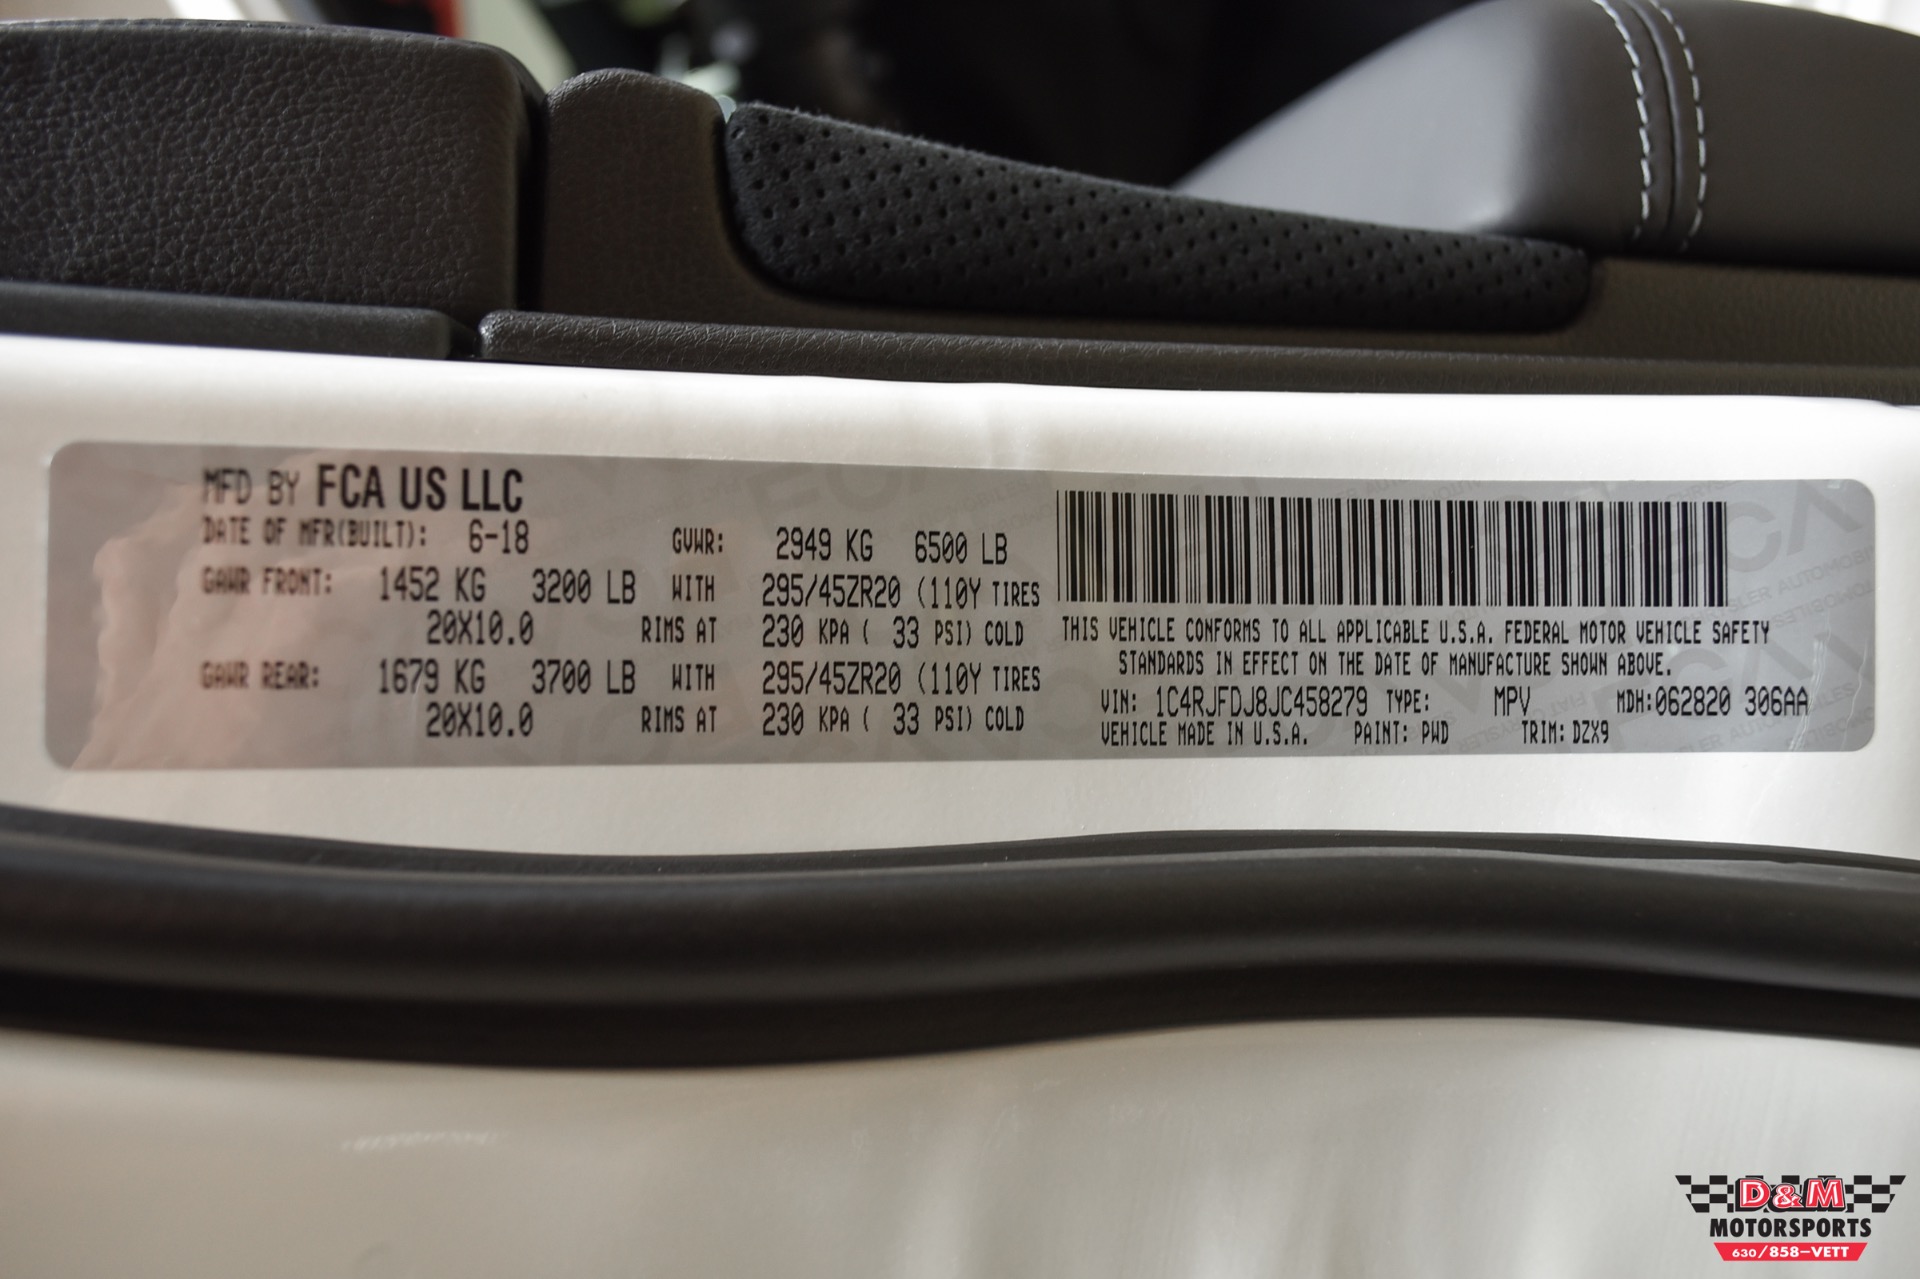 MFD BY FCA US LLC
DATE OF MFR(BUILT): 6-18 GVWR: 2949 KG 6500 LB
GAWR FRONT: 1452 KG 3200 LB WITH 295/45ZR20 (110Y TIRES
20X10.0 RIMS AT 230 KPA ( 33 PSI) COLD
GAWR REAR: 1679 KG 3700 LB WITH 295/45ZR20 (110Y TIRES
20X10.0 RIMS AT 230 KPA ( 33 PSI) COLD
THIS VEHICLE CONFORMS TO ALL APPLICABLE U.S.A. FEDERAL MOTOR VEHICLE SAFETY
STANDARDS IN EFFECT ON THE DATE OF MANUFACTURE SHOWN ABOVE.
VIN: 1C4RJFDJ8JC458279 TYPE: MPV MDH:062820 306AA
VEHICLE MADE IN U.S.A. PAINT: PWD TRIM: DZX9
D&M
MOTORSPORTS
630/858-VETT